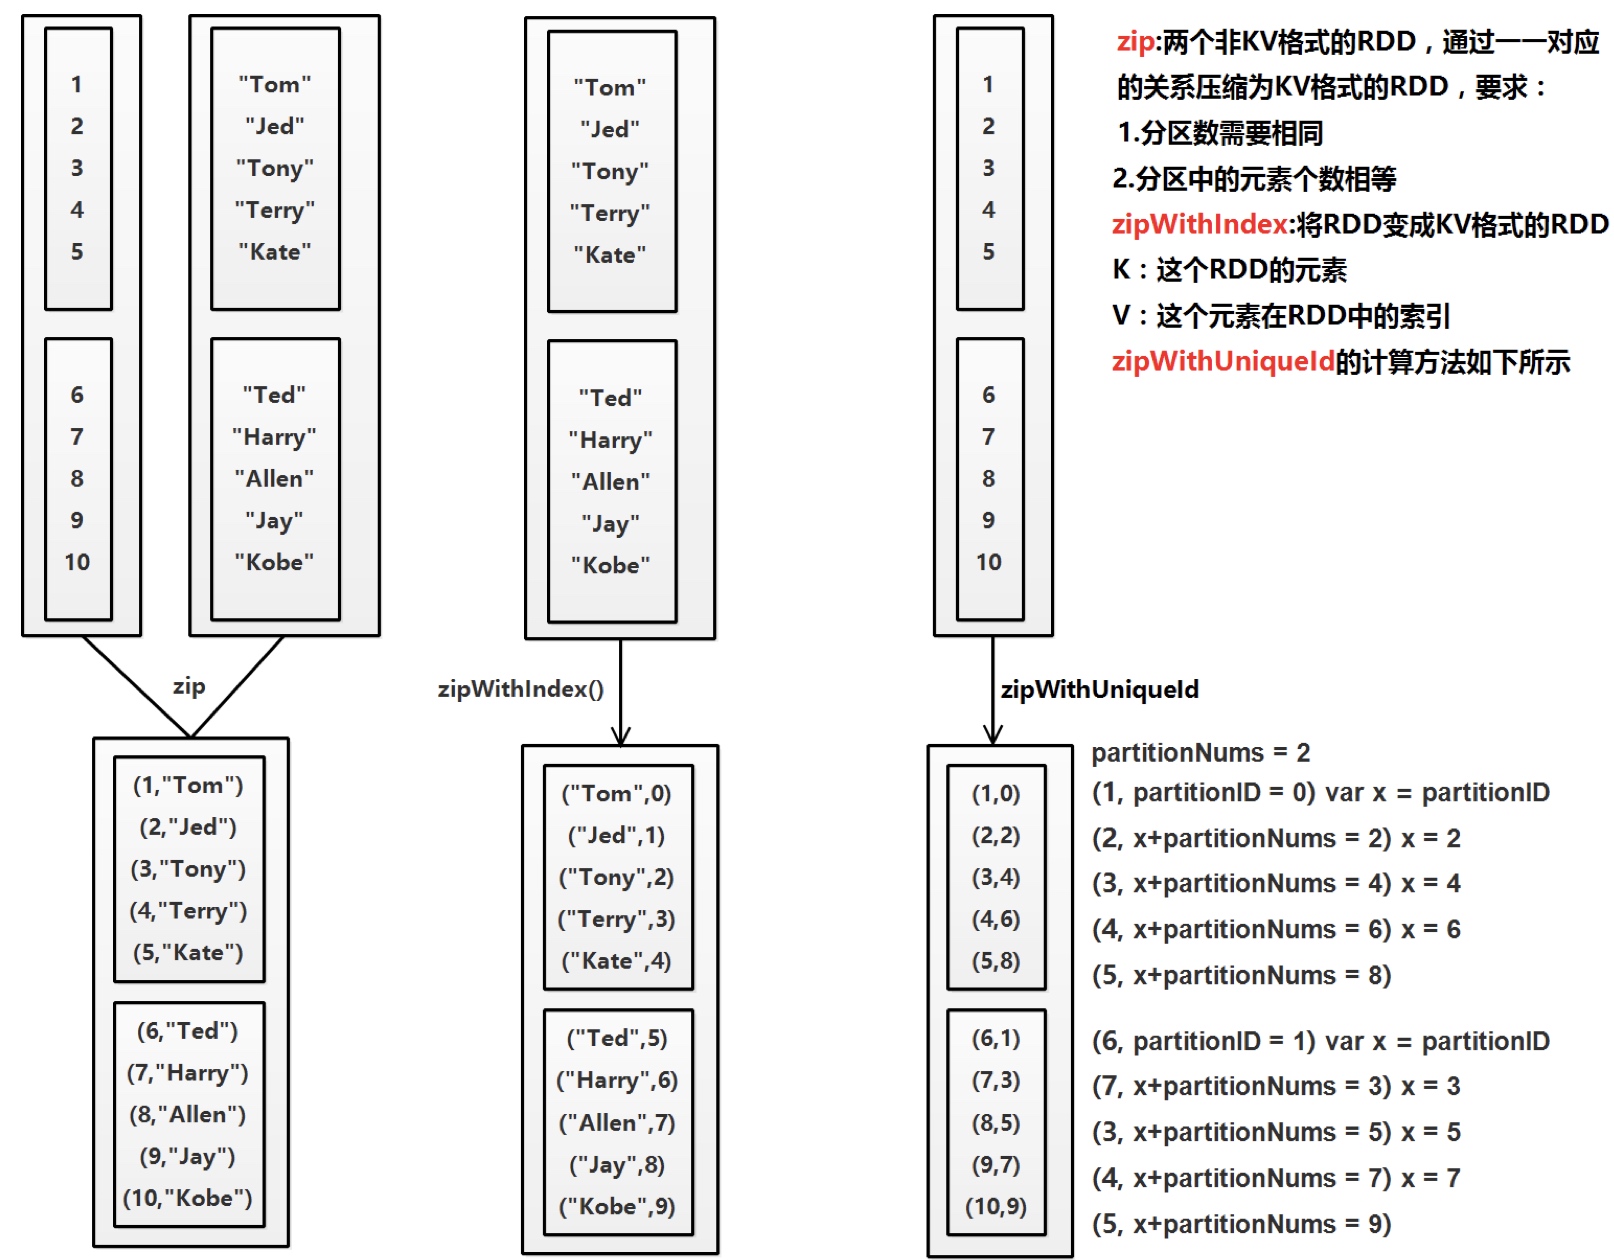 1
2
3
4
5
6
7
8
9
10
"Tom"
"Jed"
"Tony"
"Terry"
"Kate"
"Ted"
"Harry"
"Allen"
"Jay"
"Kobe"
zip
(1,"Tom")
(2,"Jed")
(3,"Tony")
(4,"Terry")
(5,"Kate")
(6,"Ted")
(7,"Harry")
(8,"Allen")
(9,"Jay")
(10,"Kobe")
"Tom"
"Jed"
"Tony"
"Terry"
"Kate"
"Ted"
"Harry"
"Allen"
"Jay"
"Kobe"
zipWithIndex()
("Tom",0)
("Jed",1)
("Tony",2)
("Terry",3)
("Kate",4)
("Ted",5)
("Harry",6)
("Allen",7)
("Jay",8)
("Kobe",9)
1
2
3
4
5
6
7
8
9
10
zipWithUniqueId
(1,0)
(2,2)
(3,4)
(4,6)
(5,8)
(6,1)
(7,3)
(8,5)
(9,7)
(10,9)
zip:两个非KV格式的RDD，通过一一对应
的关系压缩为KV格式的RDD，要求：
1.分区数需要相同
2.分区中的元素个数相等
zipWithIndex:将RDD变成KV格式的RDD
K：这个RDD的元素
V：这个元素在RDD中的索引
zipWithUniqueId的计算方法如下所示
partitionNums = 2
(1, partitionID = 0) var x = partitionID
(2, x+partitionNums = 2) x = 2
(3, x+partitionNums = 4) x = 4
(4, x+partitionNums = 6) x = 6
(5, x+partitionNums = 8)
(6, partitionID = 1) var x = partitionID
(7, x+partitionNums = 3) x = 3
(3, x+partitionNums = 5) x = 5
(4, x+partitionNums = 7) x = 7
(5, x+partitionNums = 9)